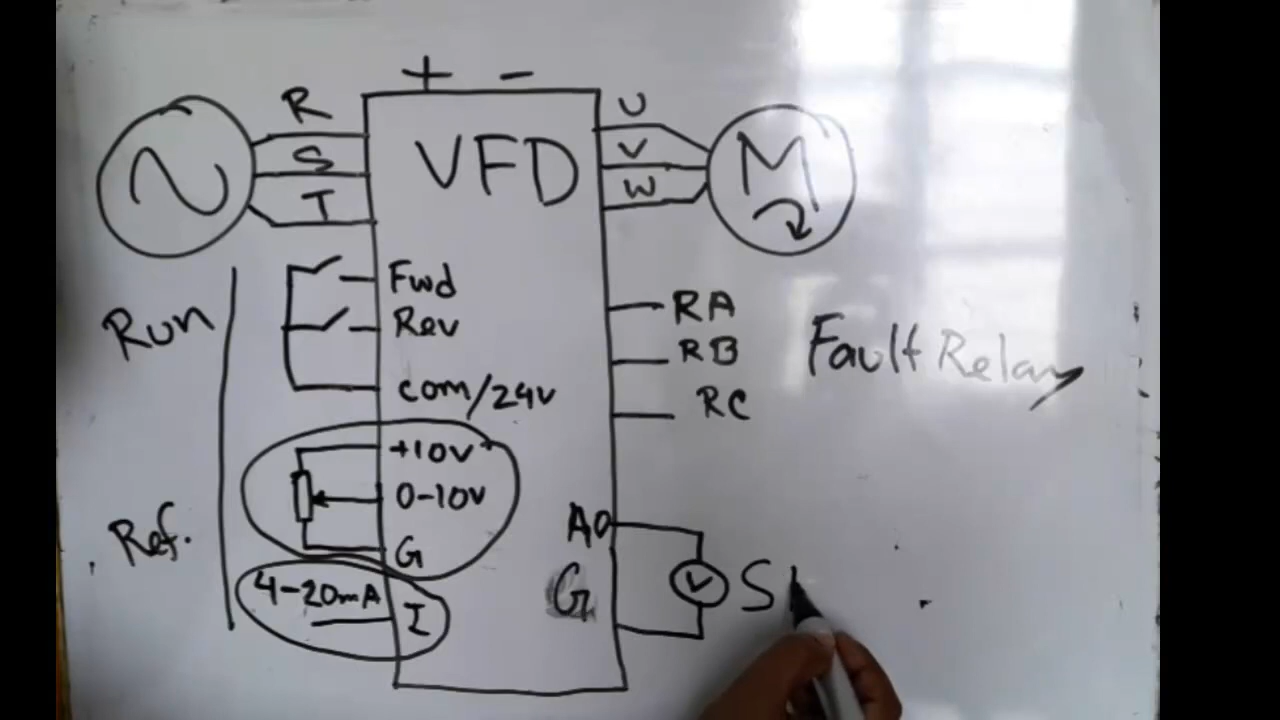 + -
R
S
T
VFD
U
V
W
M
Run
Fwd
Rev
com/24v
RA
RB
RC
Fault Relay
Ref.
+10v
0-10v
G
4-20mA
I
AO
G
V
S